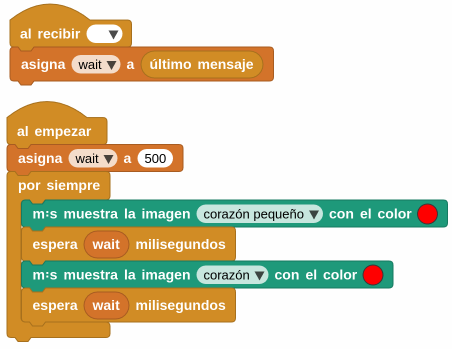 al recibir
asigna wait a último mensaje
al empezar
asigna wait a 500
por siempre
m:s muestra la imagen corazón pequeño con el color
espera wait milisegundos
m:s muestra la imagen corazón con el color
espera wait milisegundos